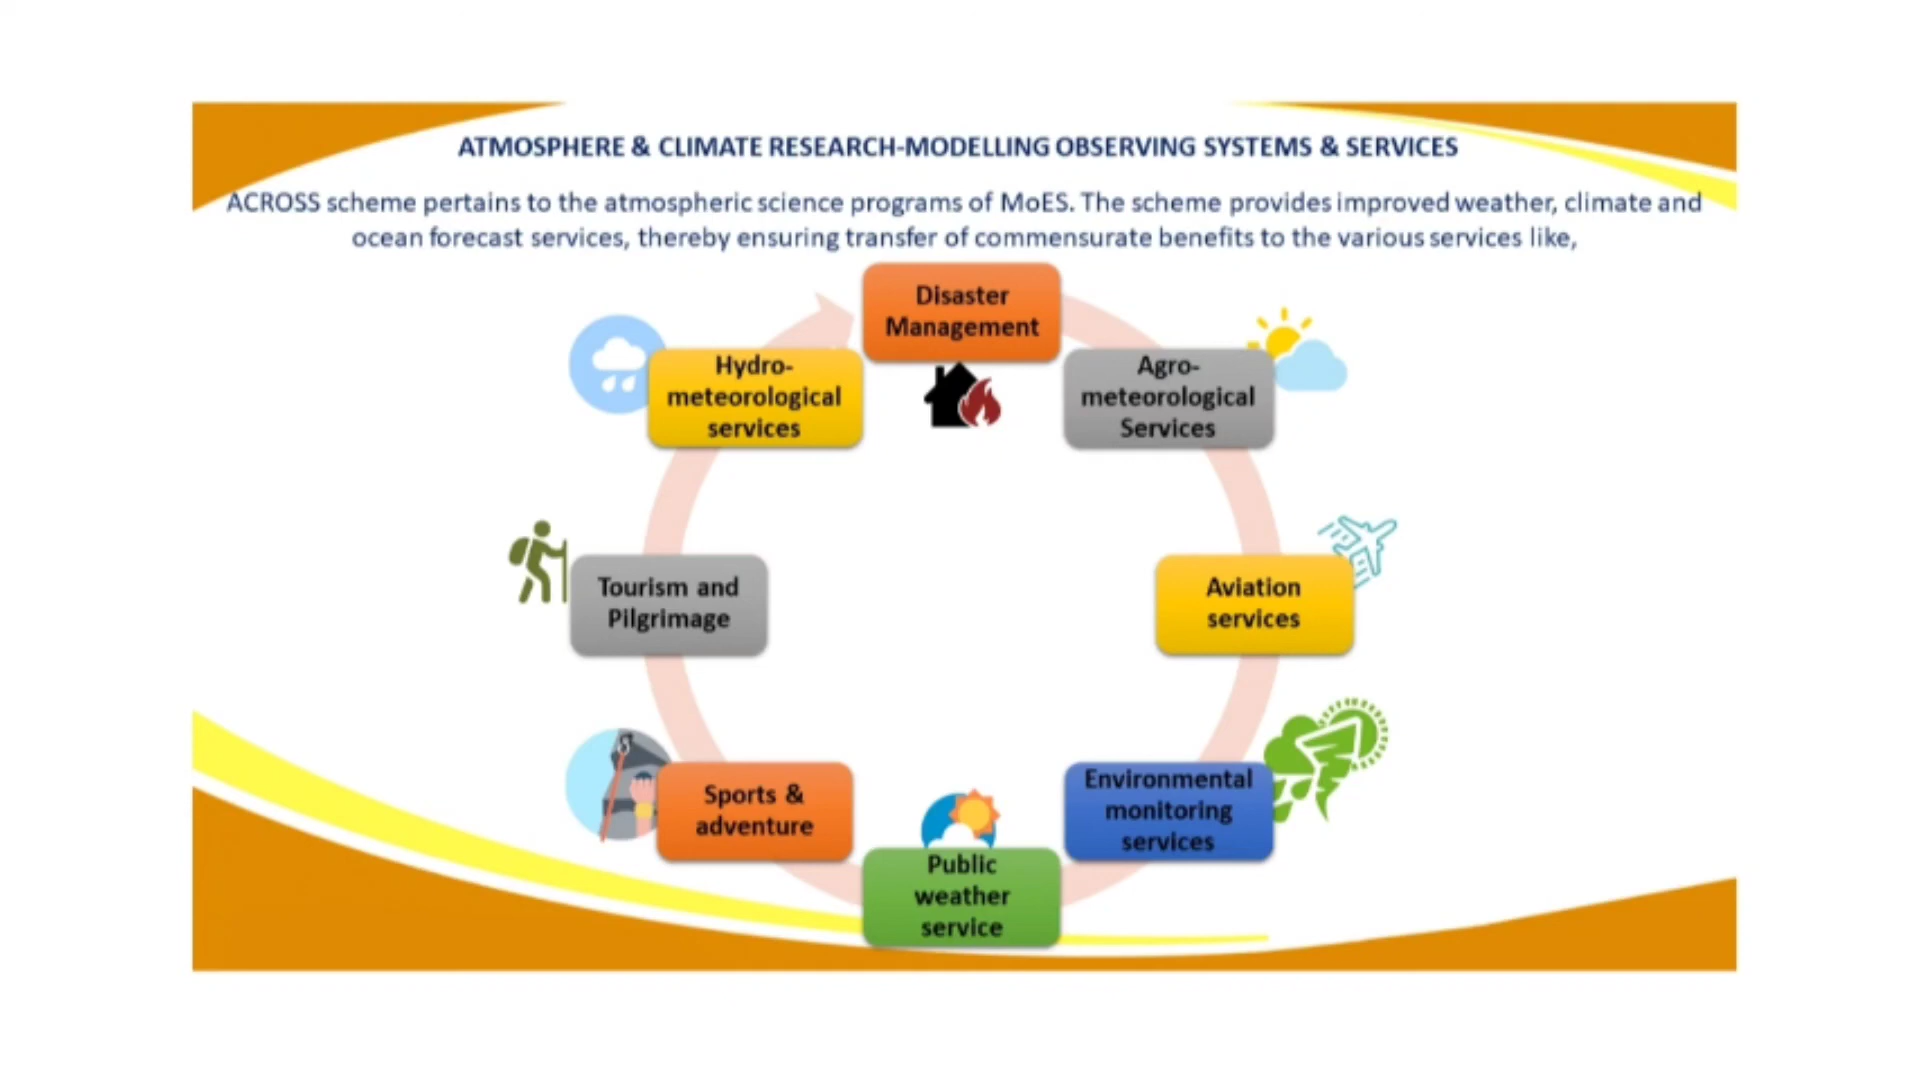 ATMOSPHERE & CLIMATE RESEARCH-MODELLING OBSERVING SYSTEMS & SERVICES
ACROSS scheme pertains to the atmospheric science programs of MoES. The scheme provides improved weather, climate and
ocean forecast services, thereby ensuring transfer of commensurate benefits to the various services like,
Disaster
Management
Agro-
meteorological
Services
Aviation
services
Environmental
monitoring
services
Public
weather
service
Sports &
adventure
Tourism and
Pilgrimage
Hydro-
meteorological
services